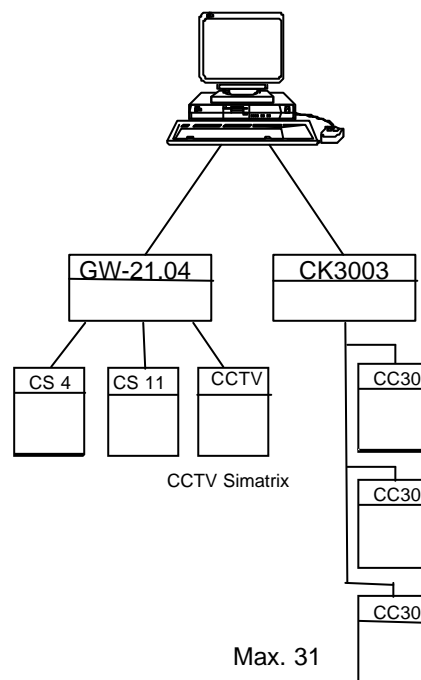 GW-21.04
CK3003
CS 4
CS 11
CCTV
CC30
CCTV Simatrix
CC30
CC30
Max. 31